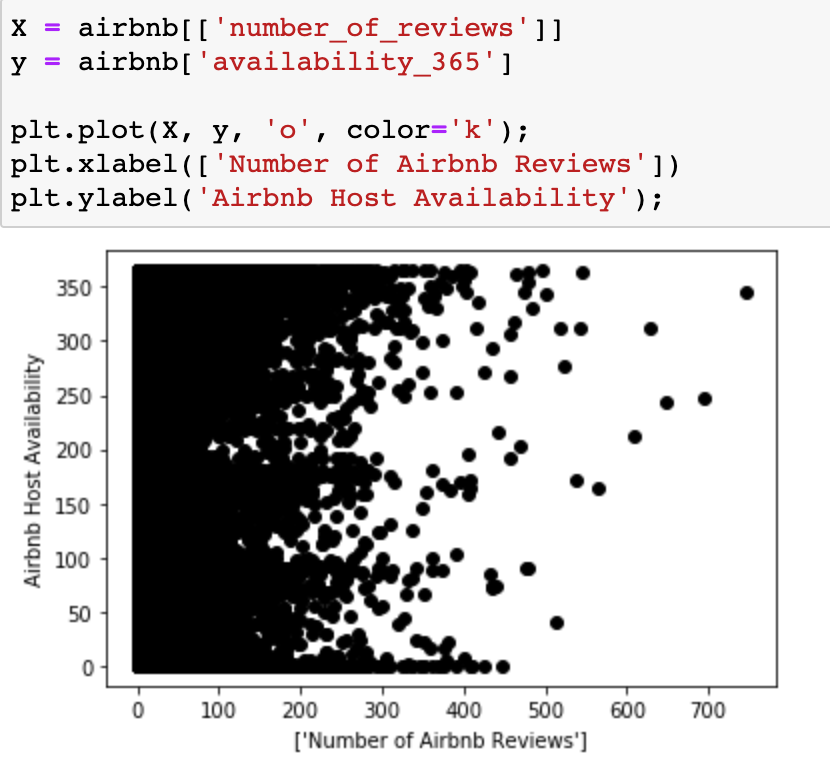 X = airbnb[['number_of_reviews']]
y = airbnb['availability_365']
plt.plot(X, y, 'o', color='k');
plt.xlabel(['Number of Airbnb Reviews'])
plt.ylabel('Airbnb Host Availability');
350
300
250
200
150
100
50
0
Airbnb Host Availability
0 100 200 300 400 500 600 700
['Number of Airbnb Reviews']